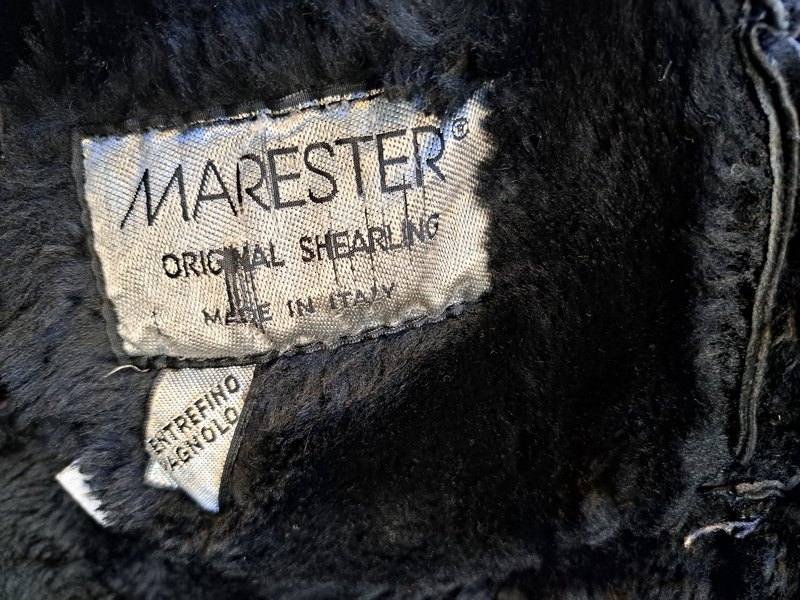 MARESTER®
ORIGINAL SHEARLING
MADE IN ITALY
ENTREFINO
AGNOLO